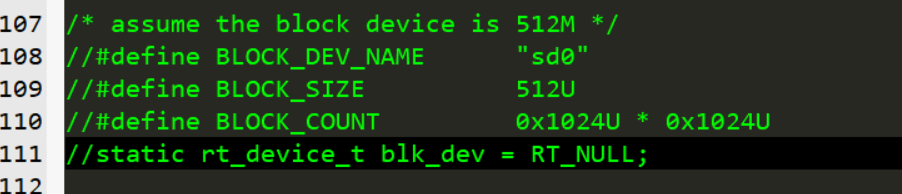 107 /* assume the block device is 512M */
108 //#define BLOCK_DEV_NAME "sd0"
109 //#define BLOCK_SIZE 512U
110 //#define BLOCK_COUNT 0x1024U * 0x1024U
111 //static rt_device_t blk_dev = RT_NULL;
112